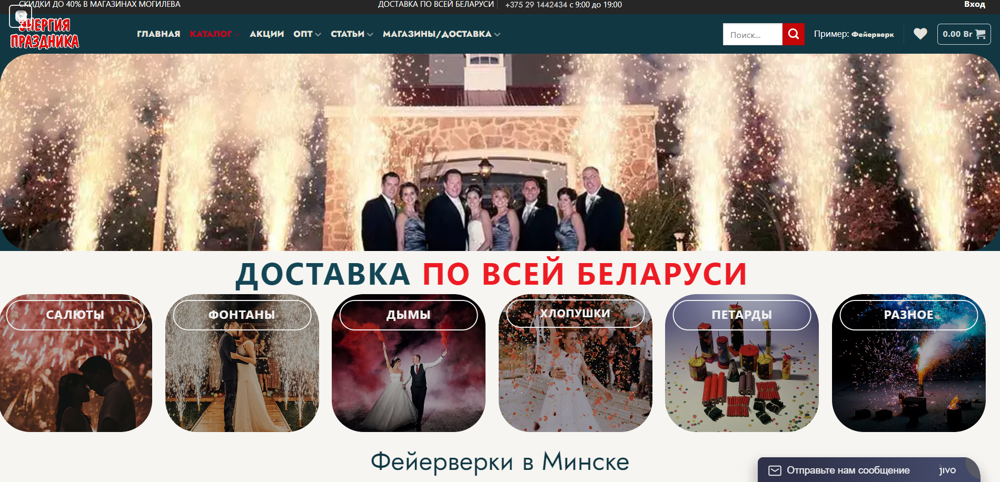 СКИДКИ ДО 40% В МАГАЗИНАХ МОГИЛЕВА
ДОСТАВКА ПО ВСЕЙ БЕЛАРУСИ
+375 29 1442434 с 9:00 до 19:00
Вход
ЭНЕРГИЯ
ПРАЗДНИКА
ГЛАВНАЯ
КАТАЛОГ
АКЦИИ
ОПТ
СТАТЬИ
МАГАЗИНЫ/ДОСТАВКА
Поиск...
Пример: Фейерверк
0.00 Br
ДОСТАВКА ПО ВСЕЙ БЕЛАРУСИ
САЛЮТЫ
ФОНТАНЫ
ДЫМЫ
ХЛОПУШКИ
ПЕТАРДЫ
РАЗНОЕ
Фейерверки в Минске
Отправьте нам сообщение
jivo